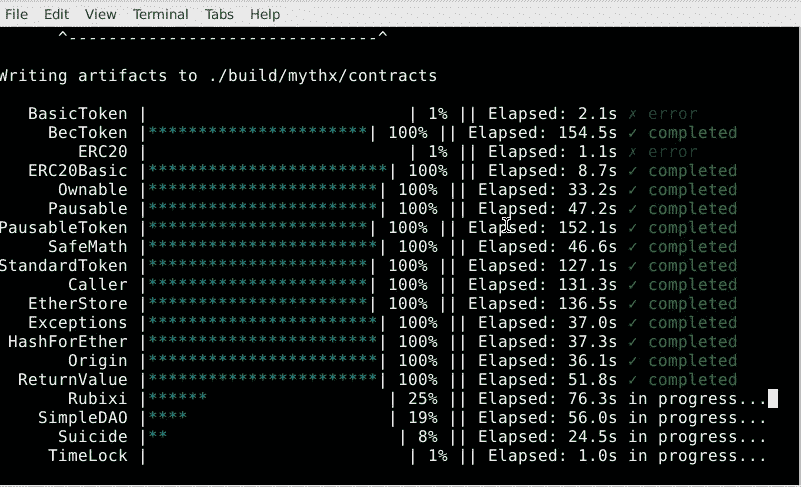 File Edit View Terminal Tabs Help
^-------------------------------^
Writing artifacts to ./build/mythx/contracts
BasicToken | | 1% || Elapsed: 2.1s ✗ error
BecToken |**********************| 100% || Elapsed: 154.5s ✓ completed
ERC20 | | 1% || Elapsed: 1.1s ✗ error
ERC20Basic |************************| 100% || Elapsed: 8.7s ✓ completed
Ownable |***********************| 100% || Elapsed: 33.2s ✓ completed
Pausable |***********************| 100% || Elapsed: 47.2s ✓ completed
PausableToken |**********************| 100% || Elapsed: 152.1s ✓ completed
SafeMath |***********************| 100% || Elapsed: 46.6s ✓ completed
StandardToken |**********************| 100% || Elapsed: 127.1s ✓ completed
Caller |**********************| 100% || Elapsed: 131.3s ✓ completed
EtherStore |**********************| 100% || Elapsed: 136.5s ✓ completed
Exceptions |***********************| 100% || Elapsed: 37.0s ✓ completed
HashForEther |***********************| 100% || Elapsed: 37.3s ✓ completed
Origin |***********************| 100% || Elapsed: 36.1s ✓ completed
ReturnValue |***********************| 100% || Elapsed: 51.8s ✓ completed
Rubixi |****** | 25% || Elapsed: 76.3s in progress...
SimpleDAO |**** | 19% || Elapsed: 56.0s in progress...
Suicide |** | 8% || Elapsed: 24.5s in progress...
TimeLock | | 1% || Elapsed: 1.0s in progress...